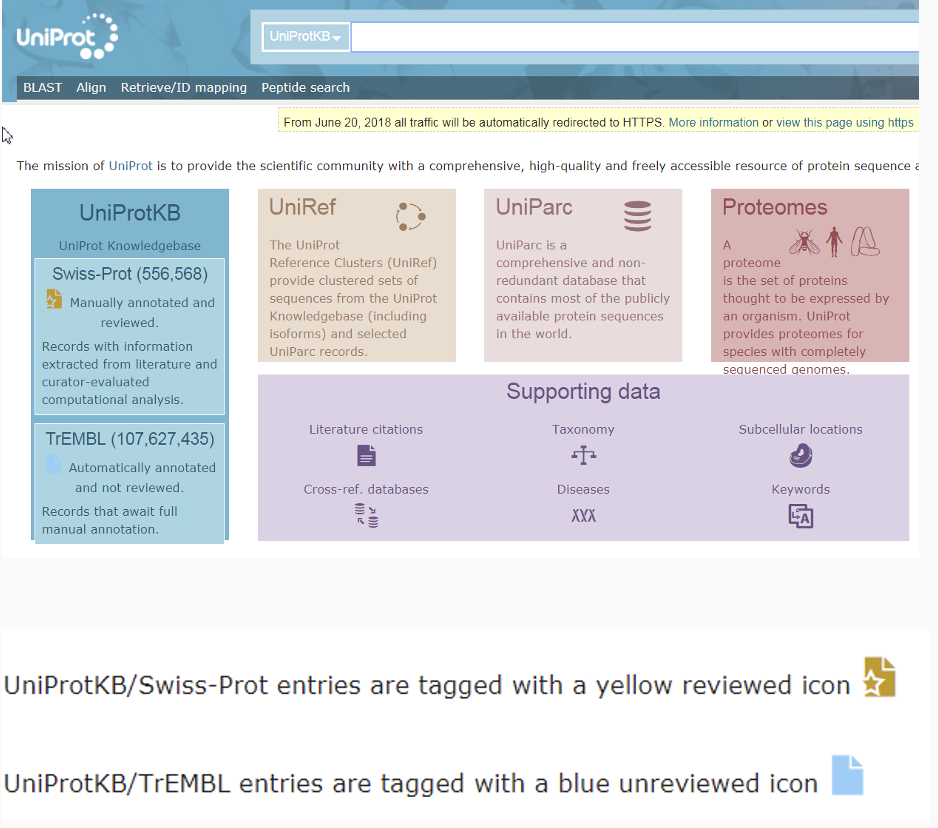 UniProt
UniProtKB
BLAST Align Retrieve/ID mapping Peptide search
From June 20, 2018 all traffic will be automatically redirected to HTTPS. More information or view this page using https
The mission of UniProt is to provide the scientific community with a comprehensive, high-quality and freely accessible resource of protein sequence a
UniProtKB
UniProt Knowledgebase
Swiss-Prot (556,568)
Manually annotated and
reviewed.
Records with information
extracted from literature and
curator-evaluated
computational analysis.
TrEMBL (107,627,435)
Automatically annotated
and not reviewed.
Records that await full
manual annotation.
UniRef
The UniProt
Reference Clusters (UniRef)
provide clustered sets of
sequences from the UniProt
Knowledgebase (including
isoforms) and selected
UniParc records.
UniParc
UniParc is a
comprehensive and non-
redundant database that
contains most of the publicly
available protein sequences
in the world.
Proteomes
A
proteome
is the set of proteins
thought to be expressed by
an organism. UniProt
provides proteomes for
species with completely
sequenced genomes.
Supporting data
Literature citations
Taxonomy
Subcellular locations
Cross-ref. databases
Diseases
Keywords
UniProtKB/Swiss-Prot entries are tagged with a yellow reviewed icon
UniProtKB/TrEMBL entries are tagged with a blue unreviewed icon